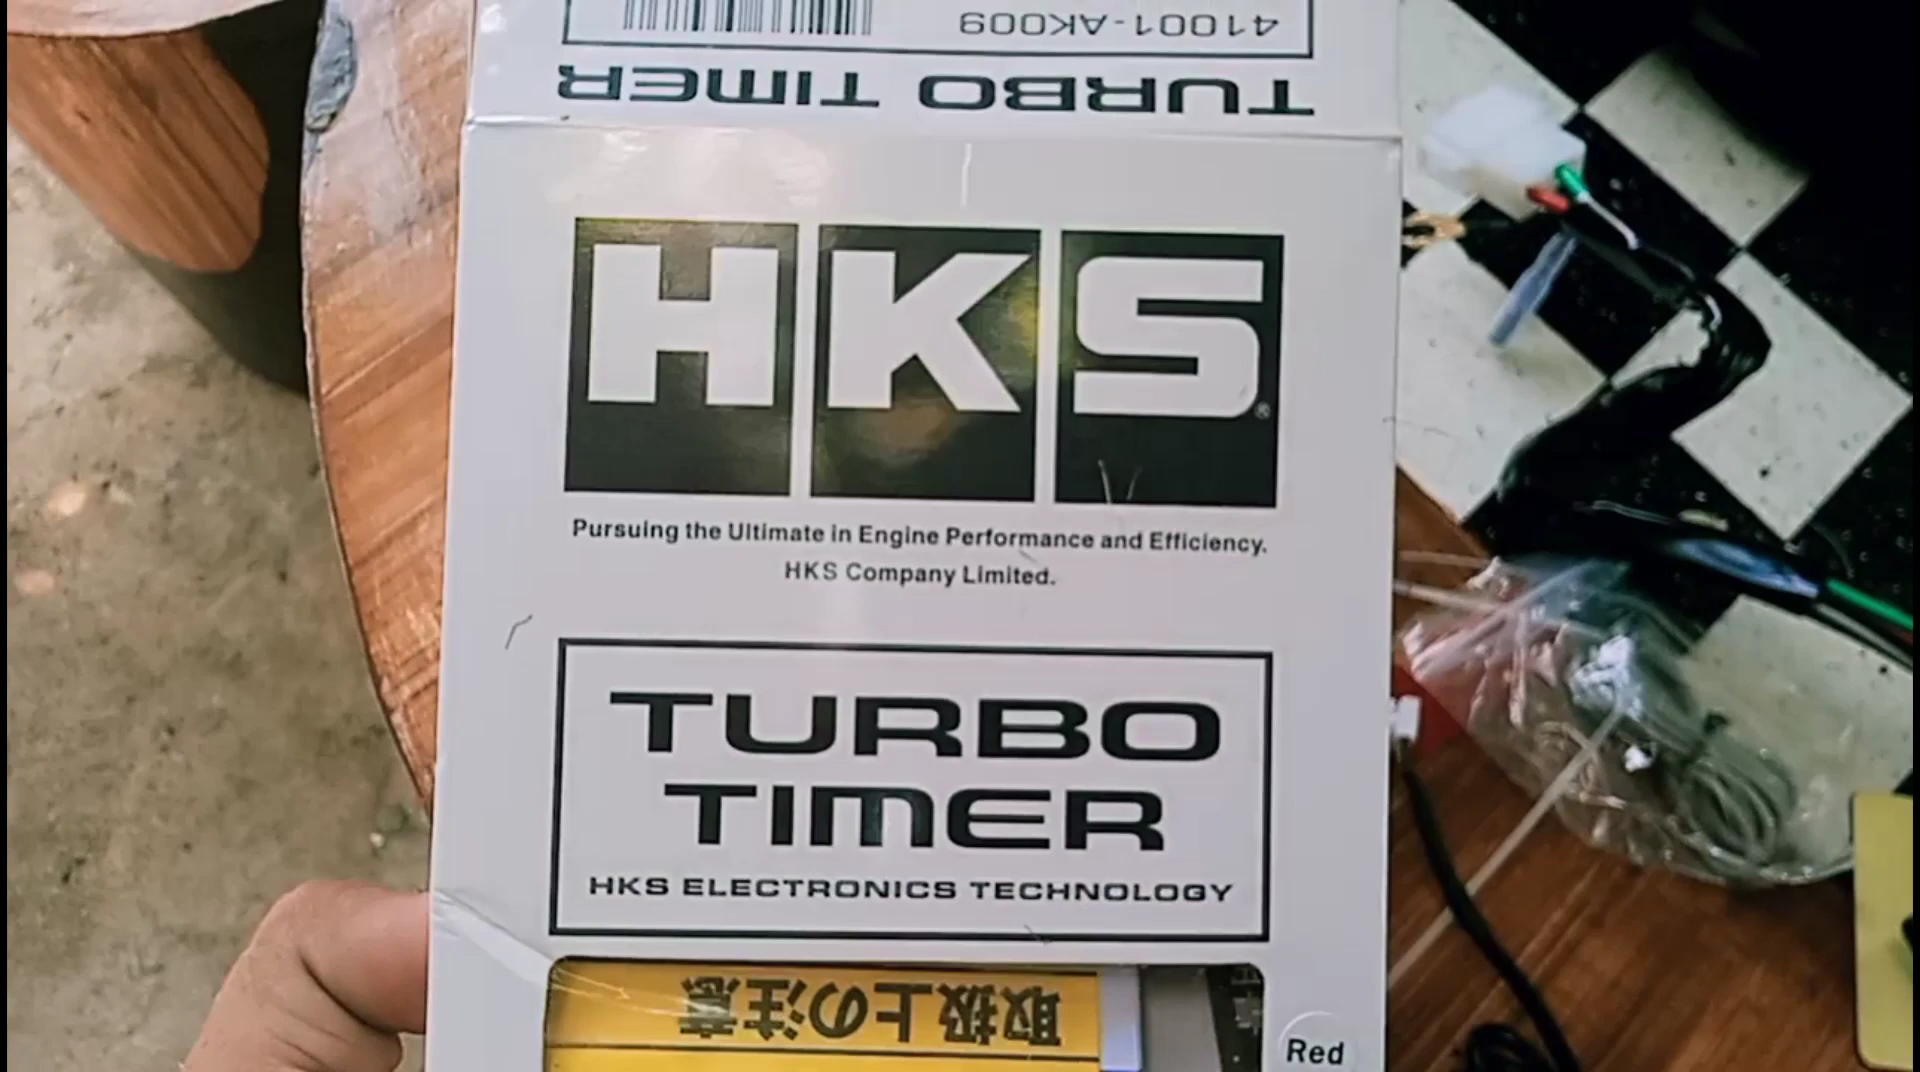 41001-AK009
TURBO TIMER
HKS®
Pursuing the Ultimate in Engine Performance and Efficiency.
HKS Company Limited.
TURBO
TIMER
HKS ELECTRONICS TECHNOLOGY
取扱上の注意
Red